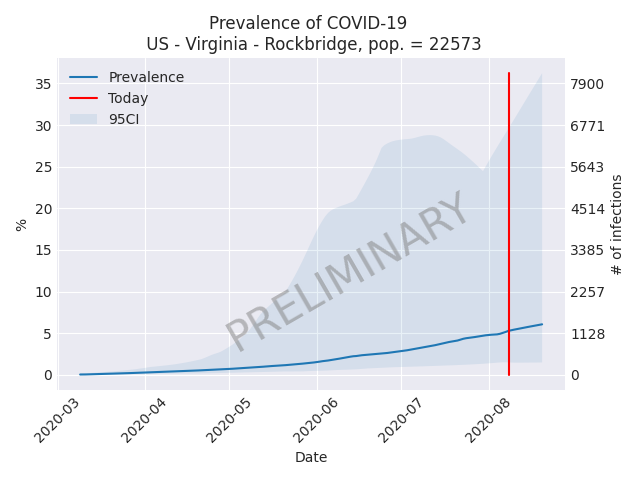 Prevalence of COVID-19
US - Virginia - Rockbridge, pop. = 22573
Prevalence
Today
95CI
PRELIMINARY
%
# of infections
35
30
25
20
15
10
5
0
7900
6771
5643
4514
3385
2257
1128
0
2020-03
2020-04
2020-05
2020-06
2020-07
2020-08
Date